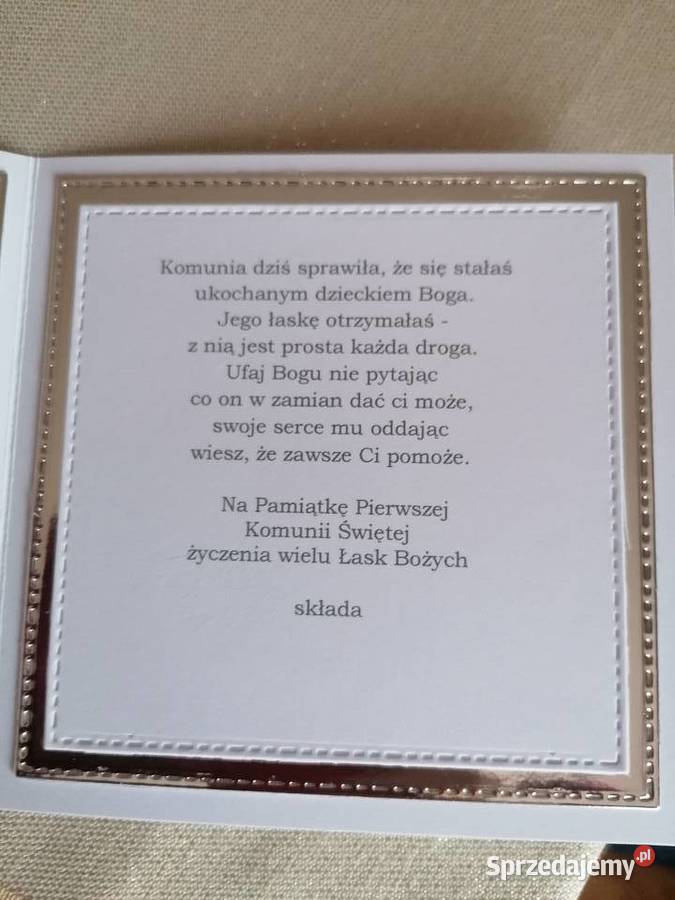 Komunia dziś sprawiła, że się stałaś
ukochanym dzieckiem Boga.
Jego łaskę otrzymałaś -
z nią jest prosta każda droga.
Ufaj Bogu nie pytając
co on w zamian dać ci może,
swoje serce mu oddając
wiesz, że zawsze Ci pomoże.
Na Pamiątkę Pierwszej
Komunii Świętej
życzenia wielu Łask Bożych
składa
Sprzedajemy.pl